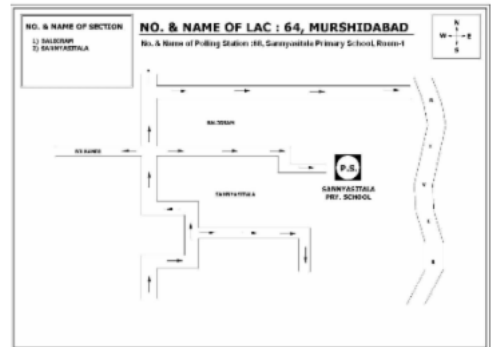 NO. & NAME OF SECTION
1) SALIGRAM
2) SANNYASITALA
NO. & NAME OF LAC : 64, MURSHIDABAD
No. & Name of Polling Station :68, Sannyasitala Primary School, Room-1
N
W
E
S
SALIGRAM
P.S.
SANNYASITALA
PRY. SCHOOL
SANNYASITALA
R
I
V
E
R